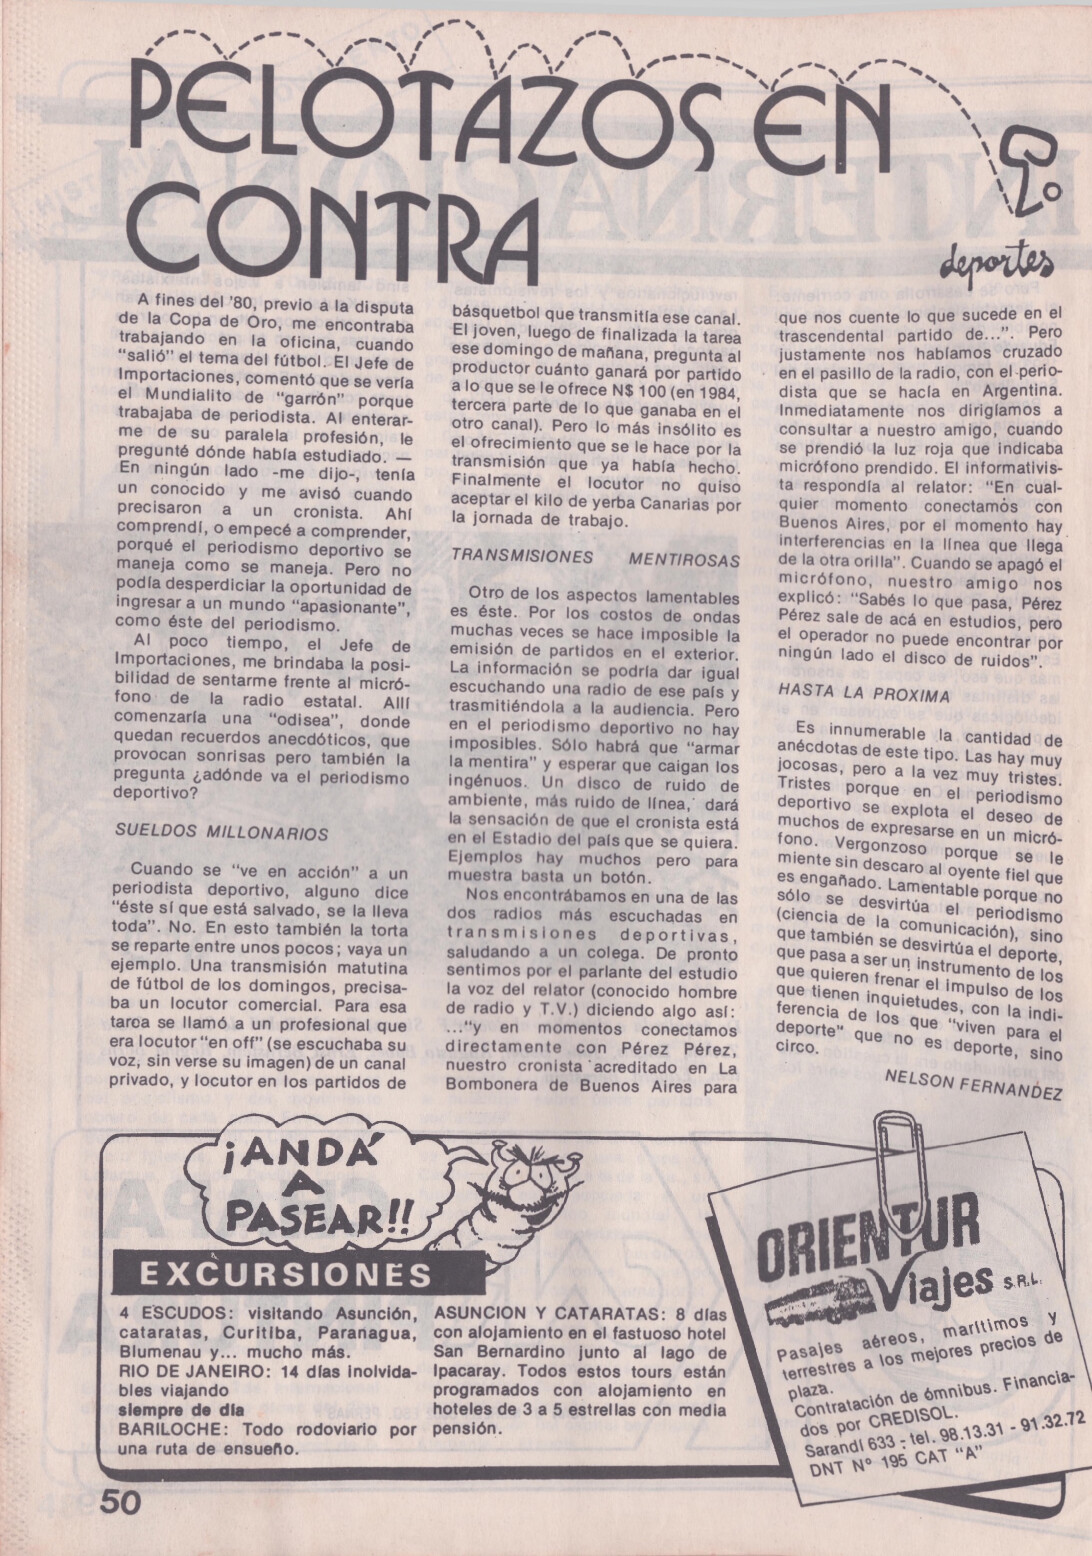 PELOTAZOS EN
CONTRA
deportes
A fines del '80, previo a la disputa
de la Copa de Oro, me encontraba
trabajando en la oficina, cuando
"salió" el tema del fútbol. El Jefe de
Importaciones, comentó que se vería
el Mundialito de "garrón" porque
trabajaba de periodista. Al enterar-
me de su paralela profesión, le
pregunté dónde había estudiado. —
En ningún lado -me dijo-, tenía
un conocido y me avisó cuando
precisaron a un cronista. Ahí
comprendí, o empecé a comprender,
porqué el periodismo deportivo se
maneja como se maneja. Pero no
podía desperdiciar la oportunidad de
ingresar a un mundo "apasionante",
como éste del periodismo.
Al poco tiempo, el Jefe de
Importaciones, me brindaba la posi-
bilidad de sentarme frente al micró-
fono de la radio estatal. Allí
comenzaría una "odisea", donde
quedan recuerdos anecdóticos, que
provocan sonrisas pero también la
pregunta ¿adónde va el periodismo
deportivo?
SUELDOS MILLONARIOS
Cuando se "ve en acción" a un
periodista deportivo, alguno dice
"éste sí que está salvado, se la lleva
toda". No. En esto también la torta
se reparte entre unos pocos; vaya un
ejemplo. Una transmisión matutina
de fútbol de los domingos, precisa-
ba un locutor comercial. Para esa
tarea se llamó a un profesional que
era locutor "en off" (se escuchaba su
voz, sin verse su imagen) de un canal
privado, y locutor en los partidos de
básquetbol que transmitía ese canal.
El joven, luego de finalizada la tarea
ese domingo de mañana, pregunta al
productor cuánto ganará por partido
a lo que se le ofrece N$ 100 (en 1984,
tercera parte de lo que ganaba en el
otro canal). Pero lo más insólito es
el ofrecimiento que se le hace por la
transmisión que ya había hecho.
Finalmente el locutor no quiso
aceptar el kilo de yerba Canarias por
la jornada de trabajo.
TRANSMISIONES MENTIROSAS
Otro de los aspectos lamentables
es éste. Por los costos de ondas
muchas veces se hace imposible la
emisión de partidos en el exterior.
La información se podría dar igual
escuchando una radio de ese país y
trasmitiéndola a la audiencia. Pero
en el periodismo deportivo no hay
imposibles. Sólo habrá que "armar
la mentira" y esperar que caigan los
ingénuos. Un disco de ruido de
ambiente, más ruido de línea, dará
la sensación de que el cronista está
en el Estadio del país que se quiera.
Ejemplos hay muchos pero para
muestra basta un botón.
Nos encontrábamos en una de las
dos radios más escuchadas en
transmisiones deportivas,
saludando a un colega. De pronto
sentimos por el parlante del estudio
la voz del relator (conocido hombre
de radio y T.V.) diciendo algo así:
..."y en momentos conectamos
directamente con Pérez Pérez,
nuestro cronista acreditado en La
Bombonera de Buenos Aires para
que nos cuente lo que sucede en el
trascendental partido de...". Pero
justamente nos habíamos cruzado
en el pasillo de la radio, con el perio-
dista que se hacía en Argentina.
Inmediatamente nos dirigíamos a
consultar a nuestro amigo, cuando
se prendió la luz roja que indicaba
micrófono prendido. El informativis-
ta respondía al relator: "En cual-
quier momento conectamos con
Buenos Aires, por el momento hay
interferencias en la línea que llega
de la otra orilla". Cuando se apagó el
micrófono, nuestro amigo nos
explicó: "Sabés lo que pasa, Pérez
Pérez sale de acá en estudios, pero
el operador no puede encontrar por
ningún lado el disco de ruidos".
HASTA LA PROXIMA
Es innumerable la cantidad de
anécdotas de este tipo. Las hay muy
jocosas, pero a la vez muy tristes.
Tristes porque en el periodismo
deportivo se explota el deseo de
muchos de expresarse en un micró-
fono. Vergonzoso porque se le
miente sin descaro al oyente fiel que
es engañado. Lamentable porque no
sólo se desvirtúa el periodismo
(ciencia de la comunicación), sino
que también se desvirtúa el deporte,
que pasa a ser un instrumento de los
que quieren frenar el impulso de los
que tienen inquietudes, con la indi-
ferencia de los que "viven para el
deporte" que no es deporte, sino
circo.
NELSON FERNANDEZ
¡ANDÁ
A
PASEAR!!
EXCURSIONES
4 ESCUDOS: visitando Asunción,
cataratas, Curitiba, Paranagua,
Blumenau y... mucho más.
RIO DE JANEIRO: 14 días inolvida-
bles viajando
siempre de día
BARILOCHE: Todo rodoviario por
una ruta de ensueño.
ASUNCION Y CATARATAS: 8 días
con alojamiento en el fastuoso hotel
San Bernardino junto al lago de
Ipacaray. Todos estos tours están
programados con alojamiento en
hoteles de 3 a 5 estrellas con media
pensión.
ORIENTUR
Viajes S.R.L.
Pasajes aéreos, marítimos y
terrestres a los mejores precios de
plaza.
Contratación de ómnibus. Financia-
dos por CREDISOL.
Sarandí 633 - tel. 98.13.31 - 91.32.72
DNT Nº 195 CAT "A"
50